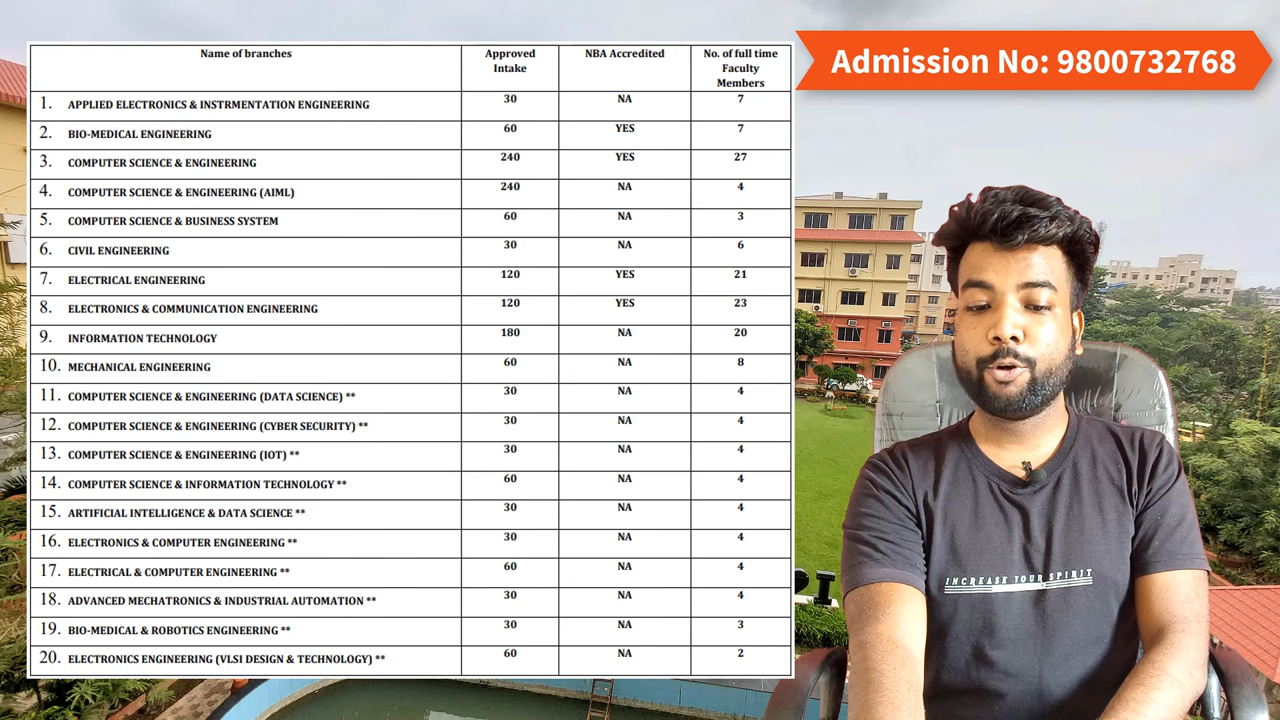 Name of branches Approved Intake NBA Accredited No. of full time Faculty Members
1. APPLIED ELECTRONICS & INSTRMENTATION ENGINEERING 30 NA 7
2. BIO-MEDICAL ENGINEERING 60 YES 7
3. COMPUTER SCIENCE & ENGINEERING 240 YES 27
4. COMPUTER SCIENCE & ENGINEERING (AIML) 240 NA 4
5. COMPUTER SCIENCE & BUSINESS SYSTEM 60 NA 3
6. CIVIL ENGINEERING 30 NA 6
7. ELECTRICAL ENGINEERING 120 YES 21
8. ELECTRONICS & COMMUNICATION ENGINEERING 120 YES 23
9. INFORMATION TECHNOLOGY 180 NA 20
10. MECHANICAL ENGINEERING 60 NA 8
11. COMPUTER SCIENCE & ENGINEERING (DATA SCIENCE) ** 30 NA 4
12. COMPUTER SCIENCE & ENGINEERING (CYBER SECURITY) ** 30 NA 4
13. COMPUTER SCIENCE & ENGINEERING (IOT) ** 30 NA 4
14. COMPUTER SCIENCE & INFORMATION TECHNOLOGY ** 60 NA 4
15. ARTIFICIAL INTELLIGENCE & DATA SCIENCE ** 30 NA 4
16. ELECTRONICS & COMPUTER ENGINEERING ** 30 NA 4
17. ELECTRICAL & COMPUTER ENGINEERING ** 60 NA 4
18. ADVANCED MECHATRONICS & INDUSTRIAL AUTOMATION ** 30 NA 4
19. BIO-MEDICAL & ROBOTICS ENGINEERING ** 30 NA 3
20. ELECTRONICS ENGINEERING (VLSI DESIGN & TECHNOLOGY) ** 60 NA 2
Admission No: 9800732768
INCREASE YOUR SPIRIT